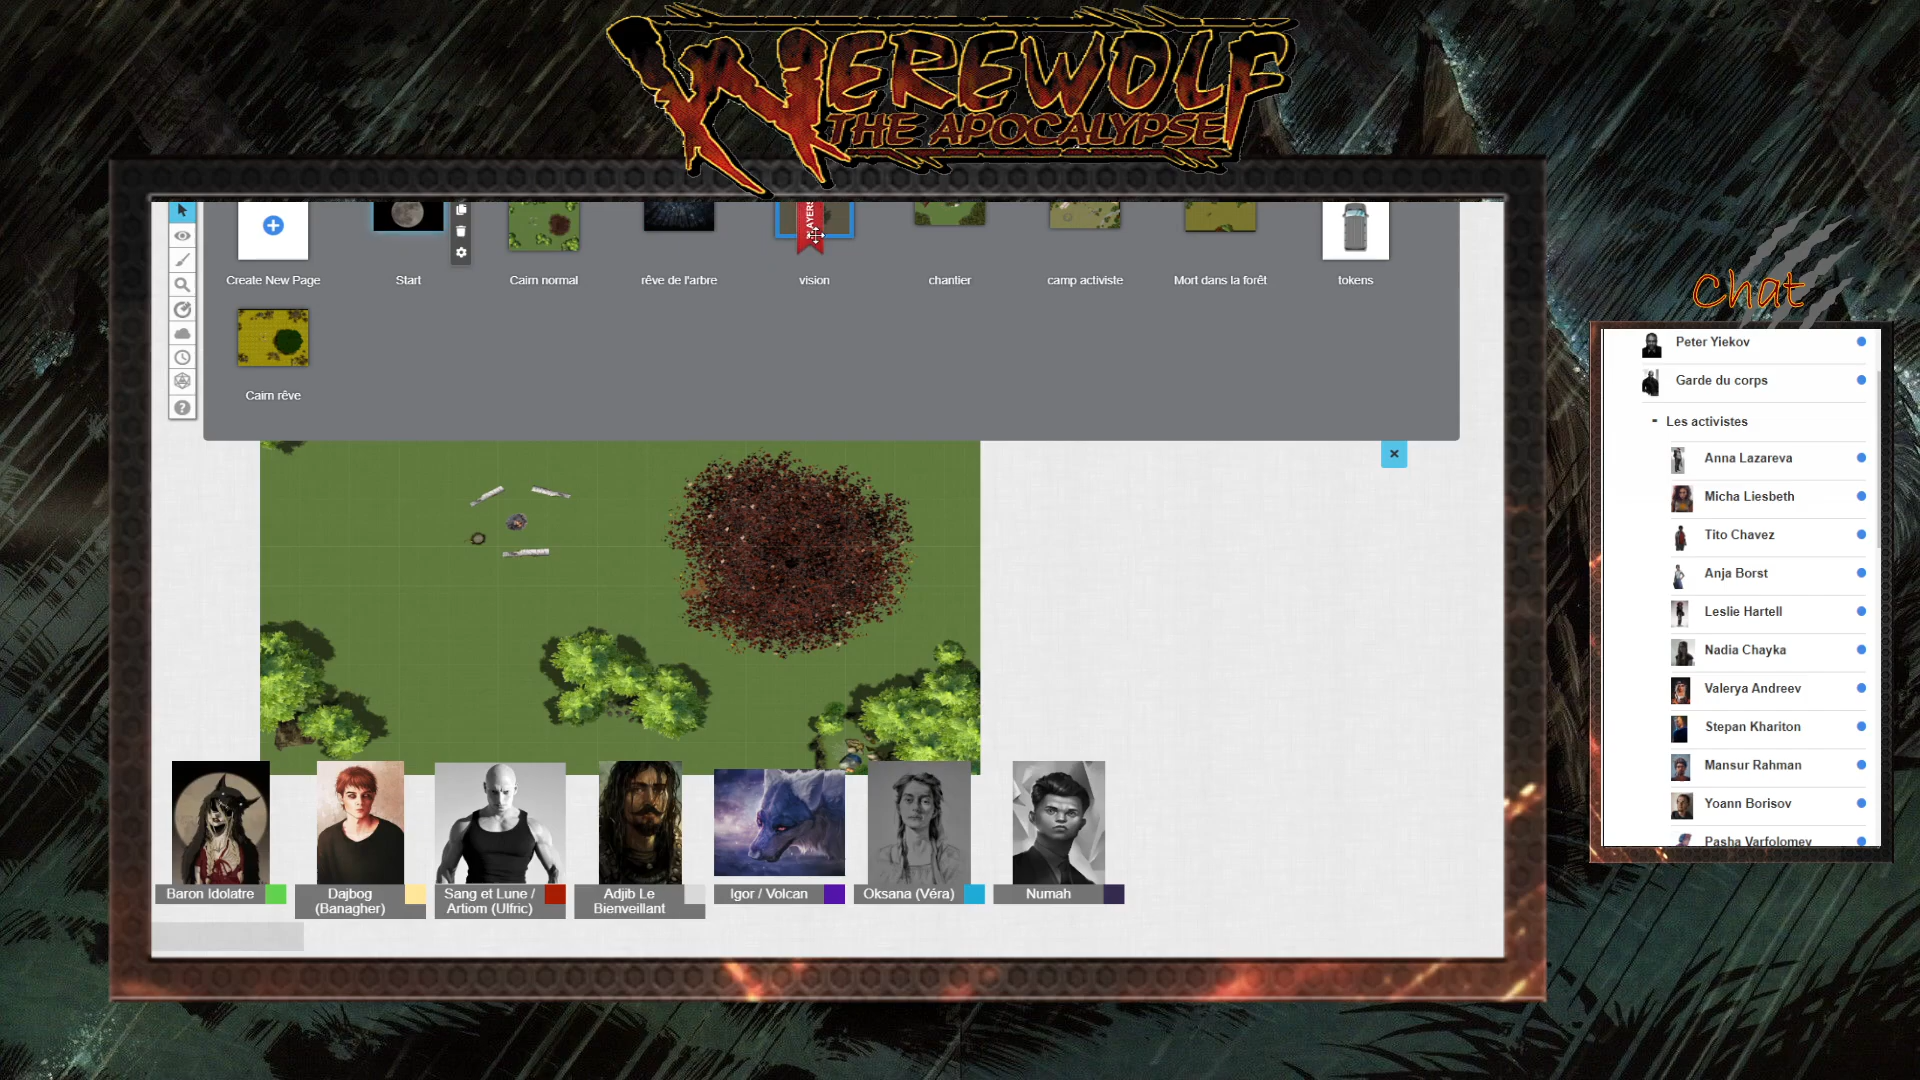 WEREWOLF
THE APOCALYPSE
Create New Page
Start
Cairn normal
rêve de l'arbre
vision
chantier
camp activiste
Mort dans la forêt
tokens
Cairn rêve
Chat
Peter Yiekov
Garde du corps
- Les activistes
Anna Lazareva
Micha Liesbeth
Tito Chavez
Anja Borst
Leslie Hartell
Nadia Chayka
Valerya Andreev
Stepan Khariton
Mansur Rahman
Yoann Borisov
Pasha Varfolomey
Baron Idolatre
Dajbog
(Banagher)
Sang et Lune /
Artiom (Ulfric)
Adjib Le
Bienveillant
Igor / Volcan
Oksana (Véra)
Numah